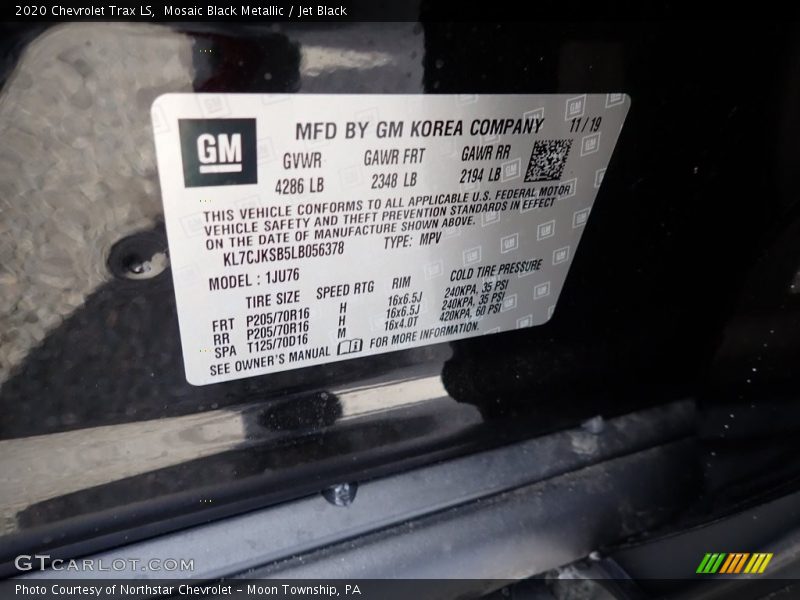 2020 Chevrolet Trax LS,  Mosaic Black Metallic / Jet Black
GM
MFD BY GM KOREA COMPANY 11/19
GVWR GAWR FRT GAWR RR
4286 LB 2348 LB 2194 LB
THIS VEHICLE CONFORMS TO ALL APPLICABLE U.S. FEDERAL MOTOR
VEHICLE SAFETY AND THEFT PREVENTION STANDARDS IN EFFECT
ON THE DATE OF MANUFACTURE SHOWN ABOVE.
KL7CJKSB5LB056378 TYPE: MPV
MODEL : 1JU76
TIRE SIZE SPEED RTG RIM COLD TIRE PRESSURE
FRT P205/70R16 H 16x6.5J 240KPA, 35 PSI
RR P205/70R16 H 16x6.5J 240KPA, 35 PSI
SPA T125/70D16 M 16x4.0T 420KPA, 60 PSI
SEE OWNER'S MANUAL FOR MORE INFORMATION.
GTCARLOT.COM
Photo Courtesy of Northstar Chevrolet - Moon Township, PA